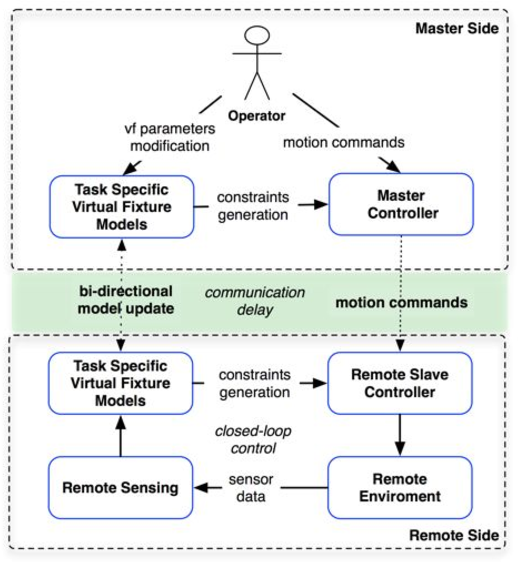 Master Side
Operator
vf parameters
modification
motion commands
Task Specific
Virtual Fixture
Models
constraints
generation
Master
Controller
bi-directional
model update
communication
delay
motion commands
Task Specific
Virtual Fixture
Models
constraints
generation
Remote Slave
Controller
closed-loop
control
Remote Sensing
sensor
data
Remote
Enviroment
Remote Side